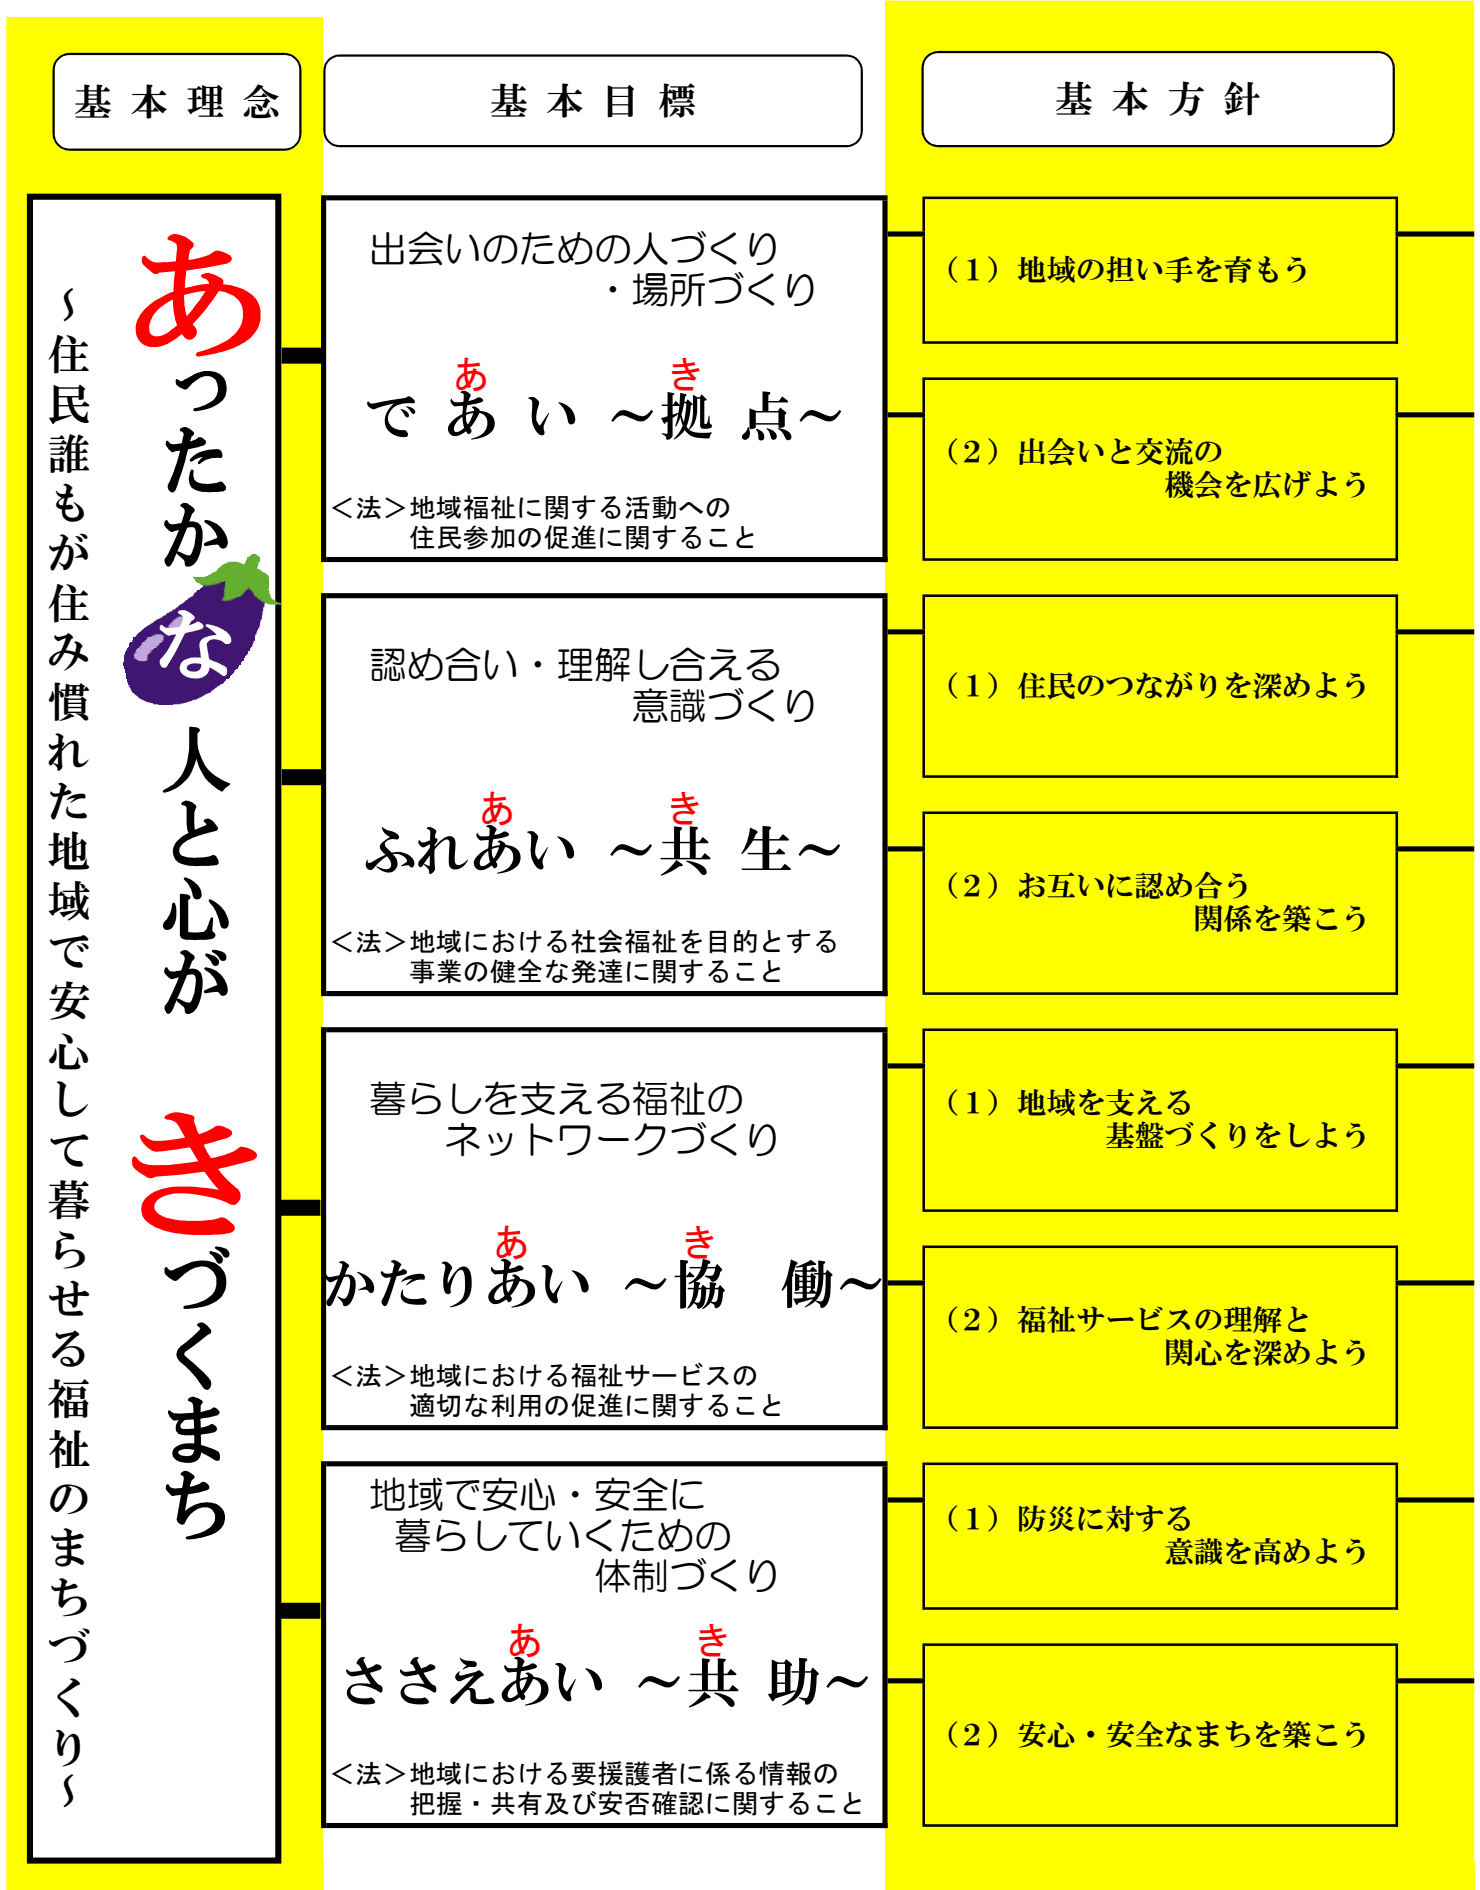 基本理念
基本目標
基本方針
あったかな人と心が　きづくまち
～住民誰もが住み慣れた地域で安心して暮らせる福祉のまちづくり～
出会いのための人づくり
・場所づくり
あ　き
であい　～拠点～
＜法＞地域福祉に関する活動への
住民参加の促進に関すること
（１）地域の担い手を育もう
（２）出会いと交流の
機会を広げよう
認め合い・理解し合える
意識づくり
あ　き
ふれあい　～共生～
＜法＞地域における社会福祉を目的とする
事業の健全な発達に関すること
（１）住民のつながりを深めよう
（２）お互いに認め合う
関係を築こう
暮らしを支える福祉の
ネットワークづくり
あ　き
かたりあい　～協　働～
＜法＞地域における福祉サービスの
適切な利用の促進に関すること
（１）地域を支える
基盤づくりをしよう
（２）福祉サービスの理解と
関心を深めよう
地域で安心・安全に
暮らしていくための
体制づくり
あ　き
ささえあい　～共助～
＜法＞地域における要援護者に係る情報の
把握・共有及び安否確認に関すること
（１）防災に対する
意識を高めよう
（２）安心・安全なまちを築こう